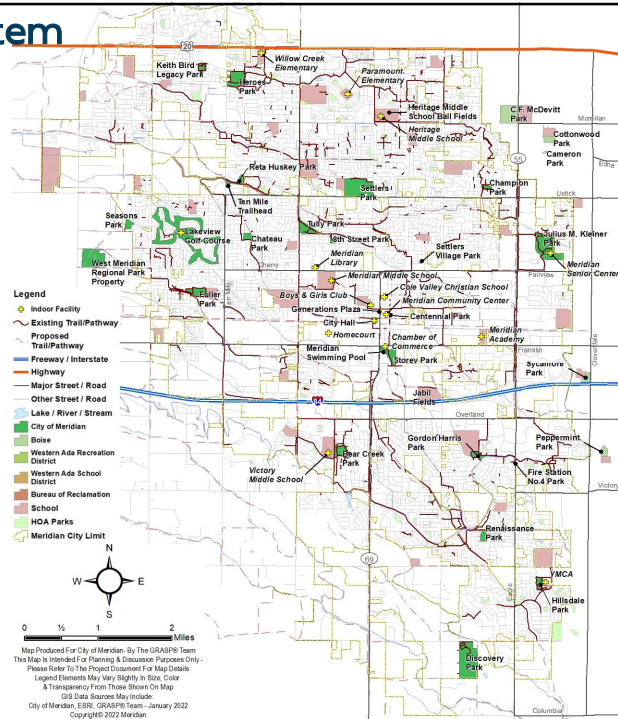 tem
20
Willow Creek
Elementary
Keith Bird
Legacy Park
Heroes
Park
Paramount
Elementary
Heritage Middle
School Ball Fields
Heritage
Middle School
C.F. McDevitt
Park
Mcmillan
Cottonwood
Park
Cameron
Park
Edna
55
Reta Huskey Park
Ten Mile
Trailhead
Settlers
Park
Champion
Park
Ustick
Seasons
Park
Lakeview
Golf Course
Tully Park
8th Street Park
Chateau
Park
Cherry
Settlers
Village Park
Julius M. Kleiner
Park
Meridian
Senior Center
Fairview
West Meridian
Regional Park
Property
Meridian
Library
Meridian Middle School
Cole Valley Christian School
Boys & Girls Club
Meridian Community Center
Generations Plaza
Centennial Park
City Hall
Fuller
Park
Ten Mile
Homecourt
Chamber of
Commerce
Meridian
Academy
Franklin
Cloverdale
Meridian
Swimming Pool
Storey Park
Sycamore
Park
84
Jabil
Fields
Overland
Gordon Harris
Park
Peppermint
Park
Bear Creek
Park
Victory
Middle School
Fire Station
No.4 Park
Victory
Renaissance
Park
69
Eagle
YMCA
Hillsdale
Park
Discovery
Park
Columbia
Legend
Indoor Facility
Existing Trail/Pathway
Proposed
Trail/Pathway
Freeway / Interstate
Highway
Major Street / Road
Other Street / Road
Lake / River / Stream
City of Meridian
Boise
Western Ada Recreation
District
Western Ada School
District
Bureau of Reclamation
School
HOA Parks
Meridian City Limit
N
W
E
S
0 ½ 1 2
Miles
Map Produced For City of Meridian- By The GRASP® Team
This Map Is Intended For Planning & Discussion Purposes Only -
Please Refer To The Project Document For Map Details
Legend Elements May Vary Slightly In Size, Color
& Transparency From Those Shown On Map
GIS Data Sources May Include:
City of Meridian, ESRI, GRASP® Team - January 2022
Copyright© 2022 Meridian